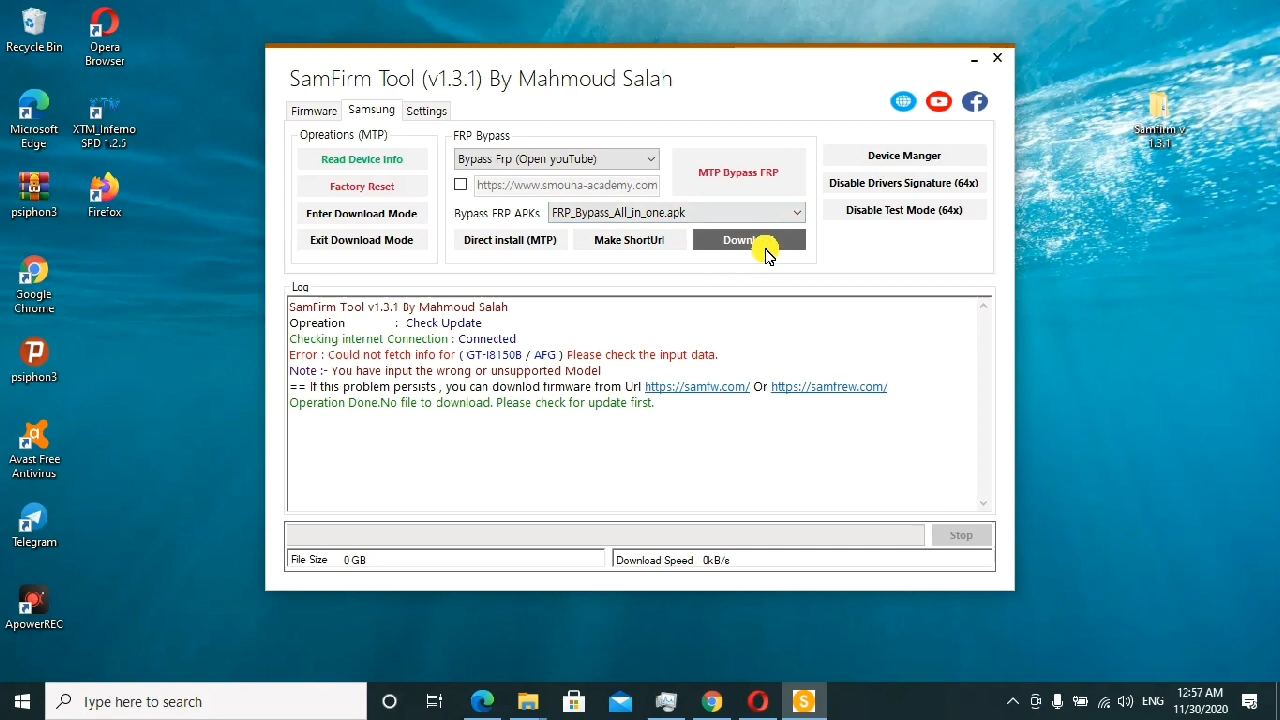 Recycle Bin
Opera
Browser
Microsoft
Edge
XTM_Inferno
SPD 1.2.5
psiphon3
Firefox
Google
Chrome
psiphon3
Avast Free
Antivirus
Telegram
ApowerREC
Samfirm v
1.3.1
SamFirm Tool (v1.3.1) By Mahmoud Salah
Firmware Samsung Settings
Opreations (MTP)
Read Device Info
Factory Reset
Enter Download Mode
Exit Download Mode
FRP Bypass
Bypass Frp (Open youTube)
https://www.smouha-academy.com
MTP Bypass FRP
Bypass FRP APKs FRP_Bypass_All_in_one.apk
Direct install (MTP) Make ShortUrl
Device Manger
Disable Drivers Signature (64x)
Disable Test Mode (64x)
Log
SamFirm Tool v1.3.1 By Mahmoud Salah
Opreation : Check Update
Checking internet Connection : Connected
Error : Could not fetch info for ( GT-I8150B / AFG ) Please check the input data.
Note :- You have input the wrong or unsupported Model
== If this problem persists , you can downlod firmware from Url https://samfw.com/ Or https://samfrew.com/
Operation Done.No file to download. Please check for update first.
Stop
File Size 0 GB
Download Speed 0kB/s
Type here to search
ENG
12:57 AM
11/30/2020